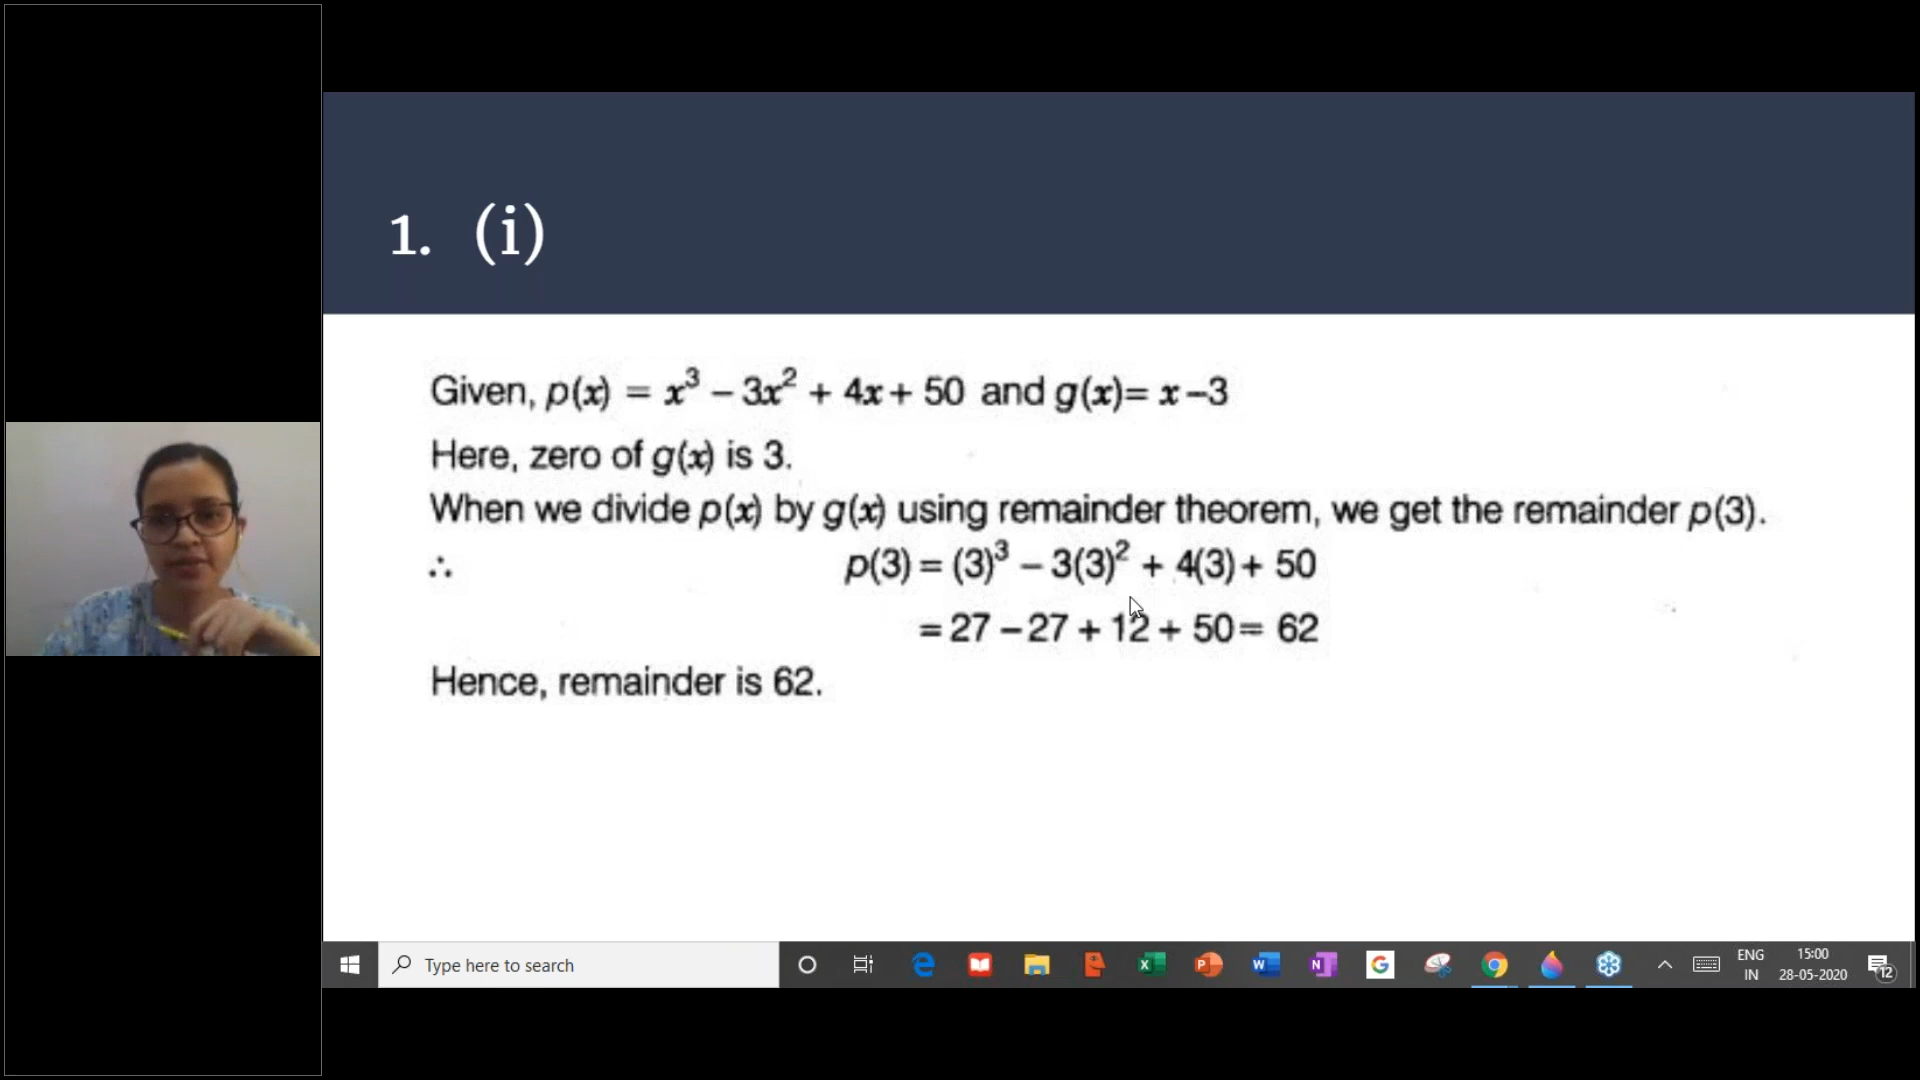 1. (i)
Given, p(x) = x³ – 3x² + 4x + 50 and g(x)= x –3
Here, zero of g(x) is 3.
When we divide p(x) by g(x) using remainder theorem, we get the remainder p(3).
∴ p(3) = (3)³ – 3(3)² + 4(3) + 50
= 27 – 27 + 12 + 50 = 62
Hence, remainder is 62.
Type here to search
ENG
IN
15:00
28-05-2020
12